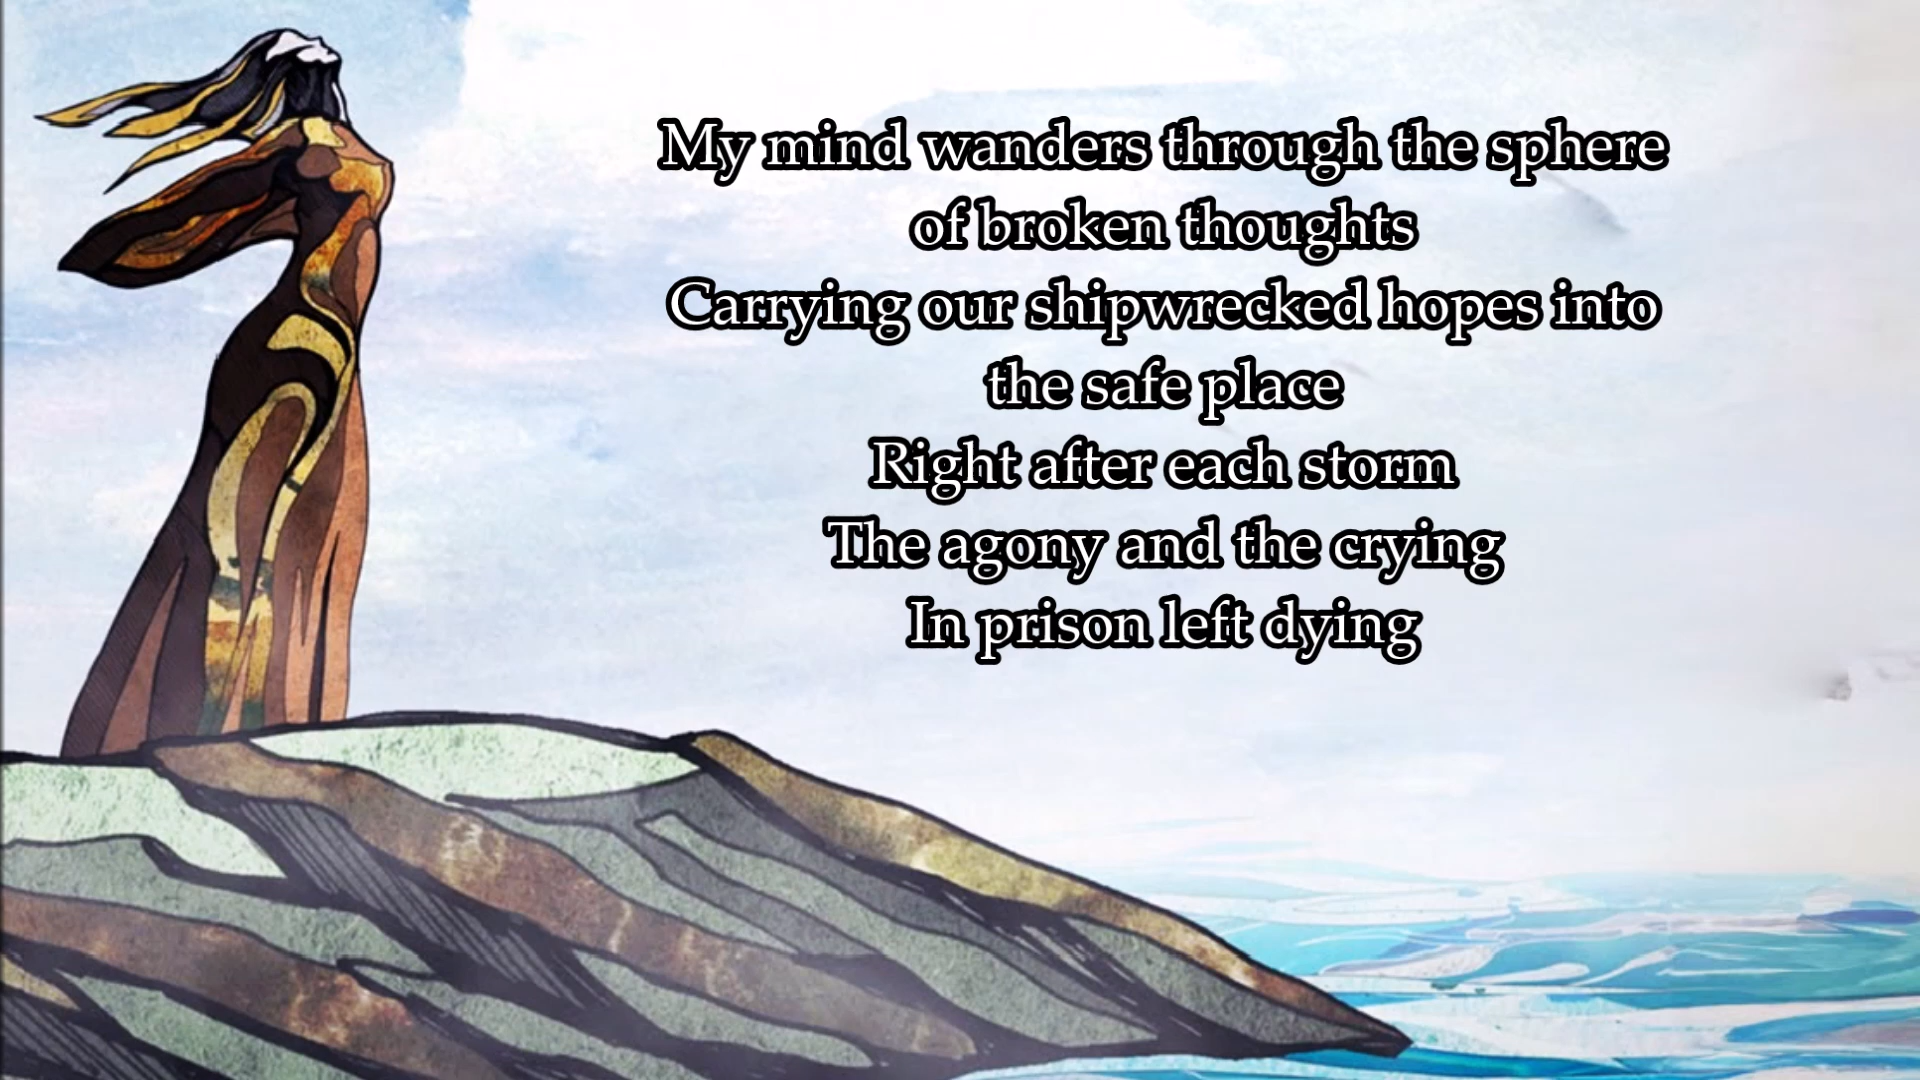 My mind wanders through the sphere
of broken thoughts
Carrying our shipwrecked hopes into
the safe place
Right after each storm
The agony and the crying
In prison left dying